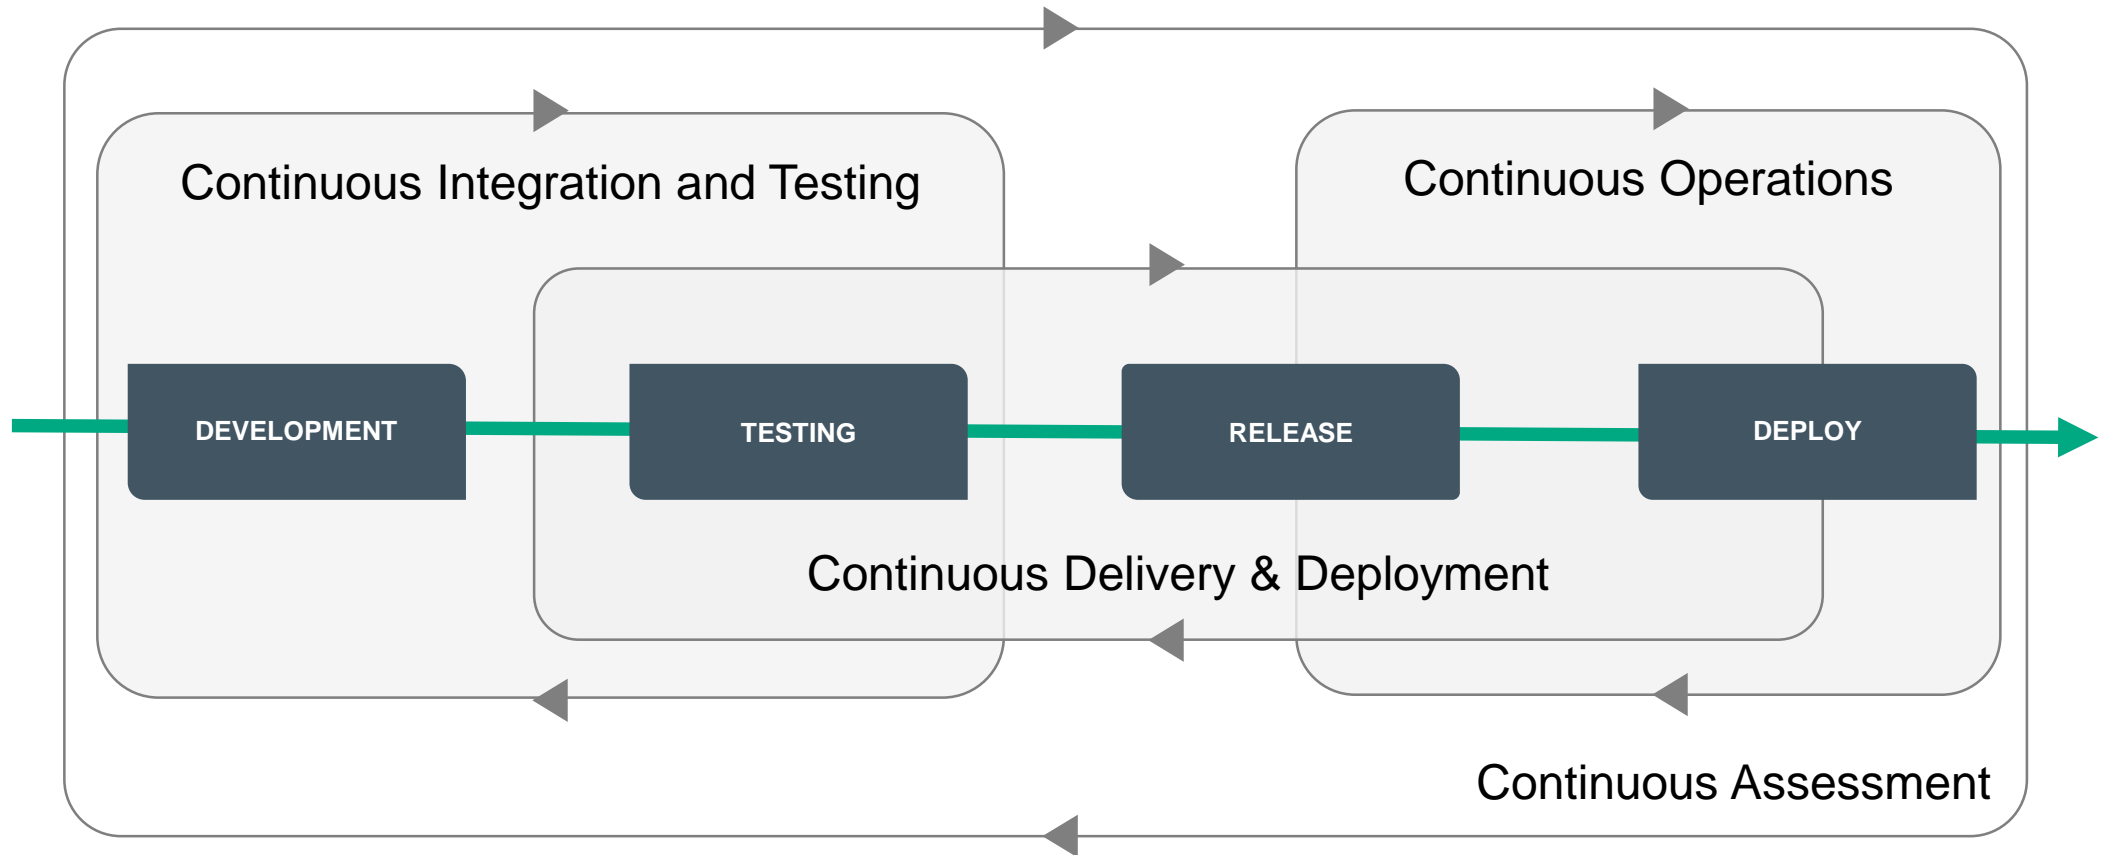 Continuous Integration and Testing
Continuous Operations
DEVELOPMENT
TESTING
RELEASE
DEPLOY
Continuous Delivery & Deployment
Continuous Assessment